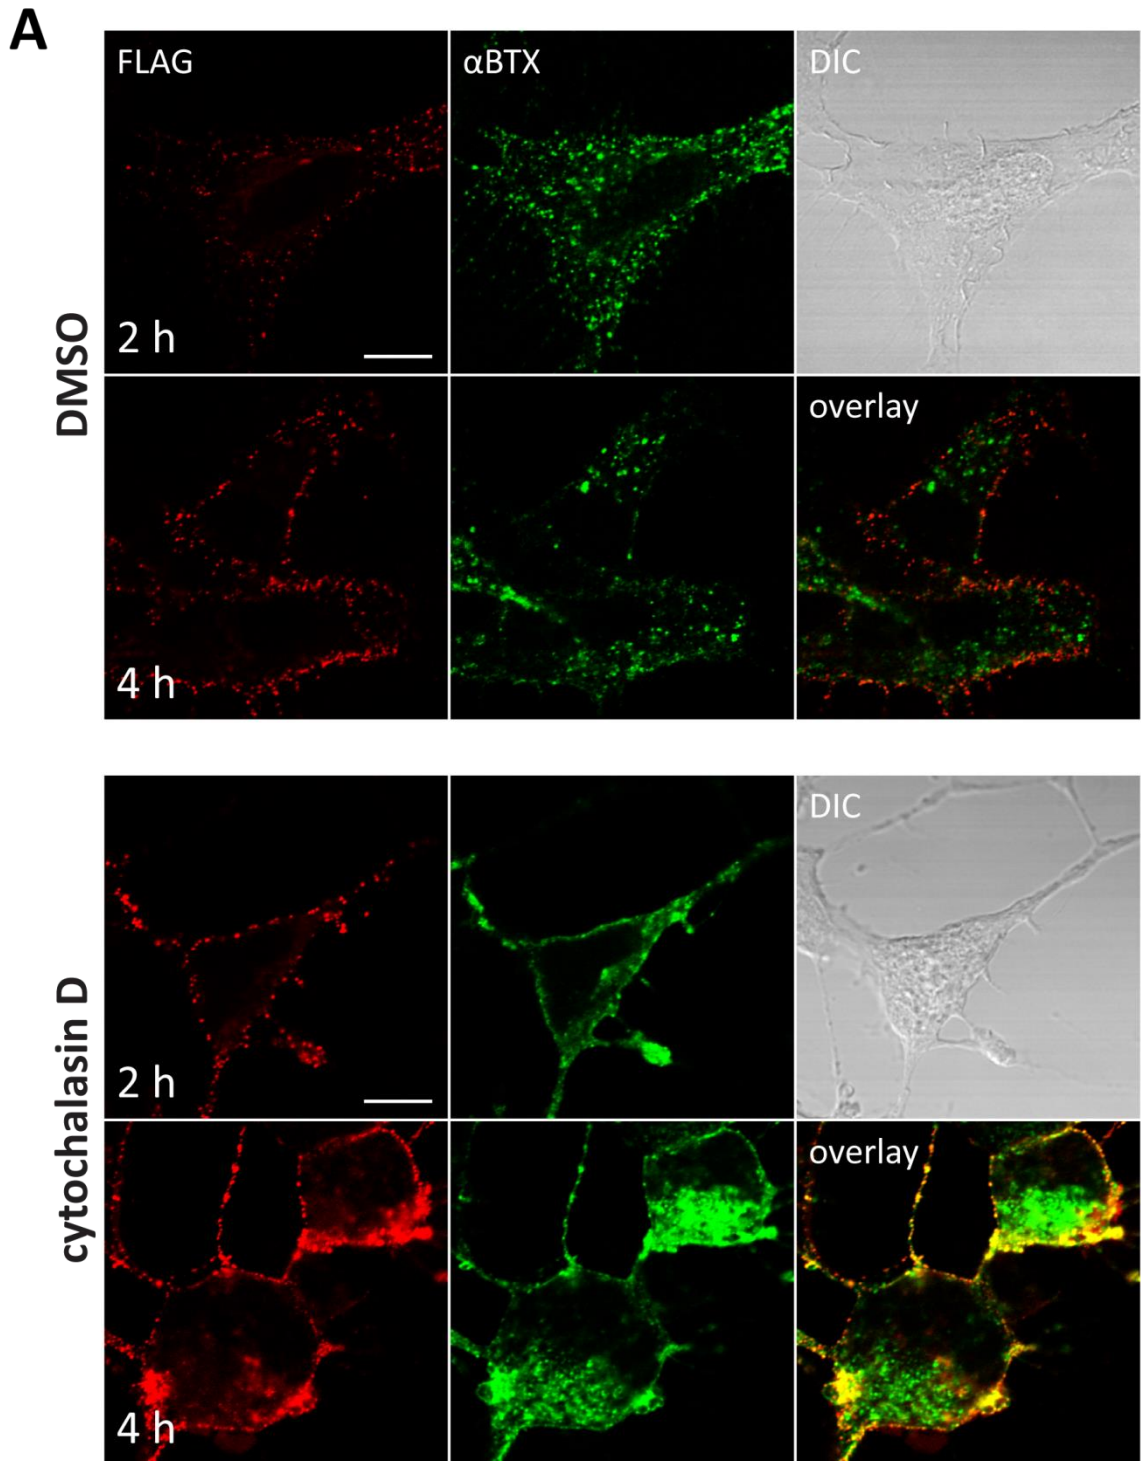 A
FLAG
αBTX
DIC
2 h
DMSO
overlay
4 h
DIC
2 h
cytochalasin D
overlay
4 h